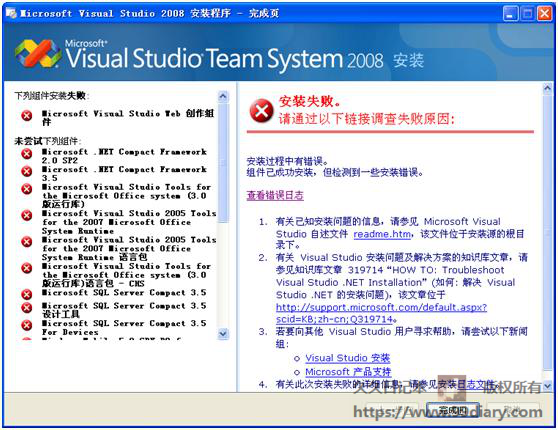 Microsoft Visual Studio 2008 安装程序 - 完成页
Microsoft®
Visual Studio Team System 2008 安装
下列组件安装失败:
Microsoft Visual Studio Web 创作组
件
未尝试下列组件:
Microsoft .NET Compact Framework
2.0 SP2
Microsoft .NET Compact Framework
3.5
Microsoft Visual Studio Tools for
the Microsoft Office system (3.0
版运行库)
Microsoft Visual Studio 2005 Tools
for the 2007 Microsoft Office
System Runtime
Microsoft Visual Studio 2005 Tools
for the 2007 Microsoft Office
System Runtime 语言包
Microsoft Visual Studio Tools for
the Microsoft Office system (3.0
版运行库)语言包 - CHS
Microsoft SQL Server Compact 3.5
Microsoft SQL Server Compact 3.5
设计工具
Microsoft SQL Server Compact 3.5
For Devices
安装失败。
请通过以下链接调查失败原因:
安装过程中有错误。
组件已成功安装，但检测到一些安装错误。
查看错误日志
1. 有关已知安装问题的信息，请参见 Microsoft Visual
Studio 自述文件 readme.htm，该文件位于安装源的根目
录下。
2. 有关 Visual Studio 安装问题及解决方案的知识库文章，请
参见知识库文章 319714 “HOW TO: Troubleshoot
Visual Studio .NET Installation” (如何: 解决 Visual
Studio .NET 的安装问题)，该文章位于
http://support.microsoft.com/default.aspx?
scid=KB;zh-cn;Q319714。
3. 若要向其他 Visual Studio 用户寻求帮助，请尝试以下新闻
组:
Visual Studio 安装
Microsoft 产品支持
4. 有关此次安装失败的详细信息，请参见安装日志文件。
版权所有
完成(F)